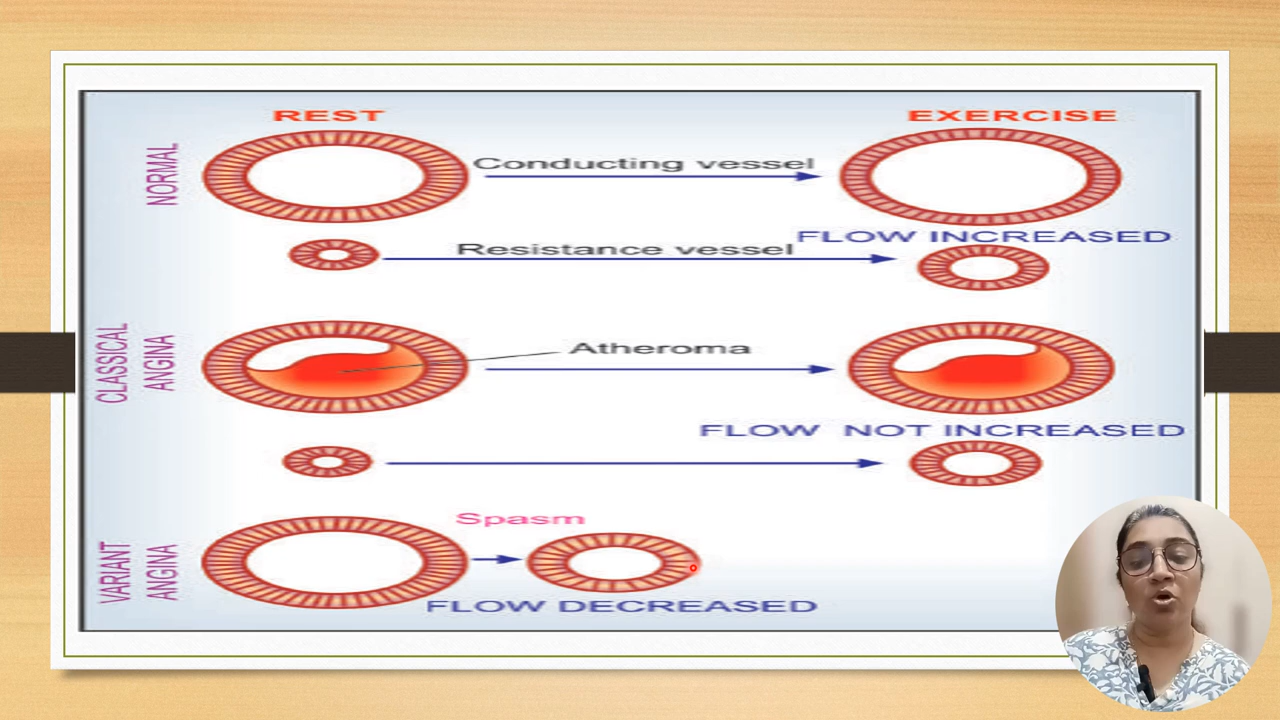 REST
EXERCISE
NORMAL
Conducting vessel
FLOW INCREASED
Resistance vessel
CLASSICAL
ANGINA
Atheroma
FLOW NOT INCREASED
VARIANT
ANGINA
Spasm
FLOW DECREASED